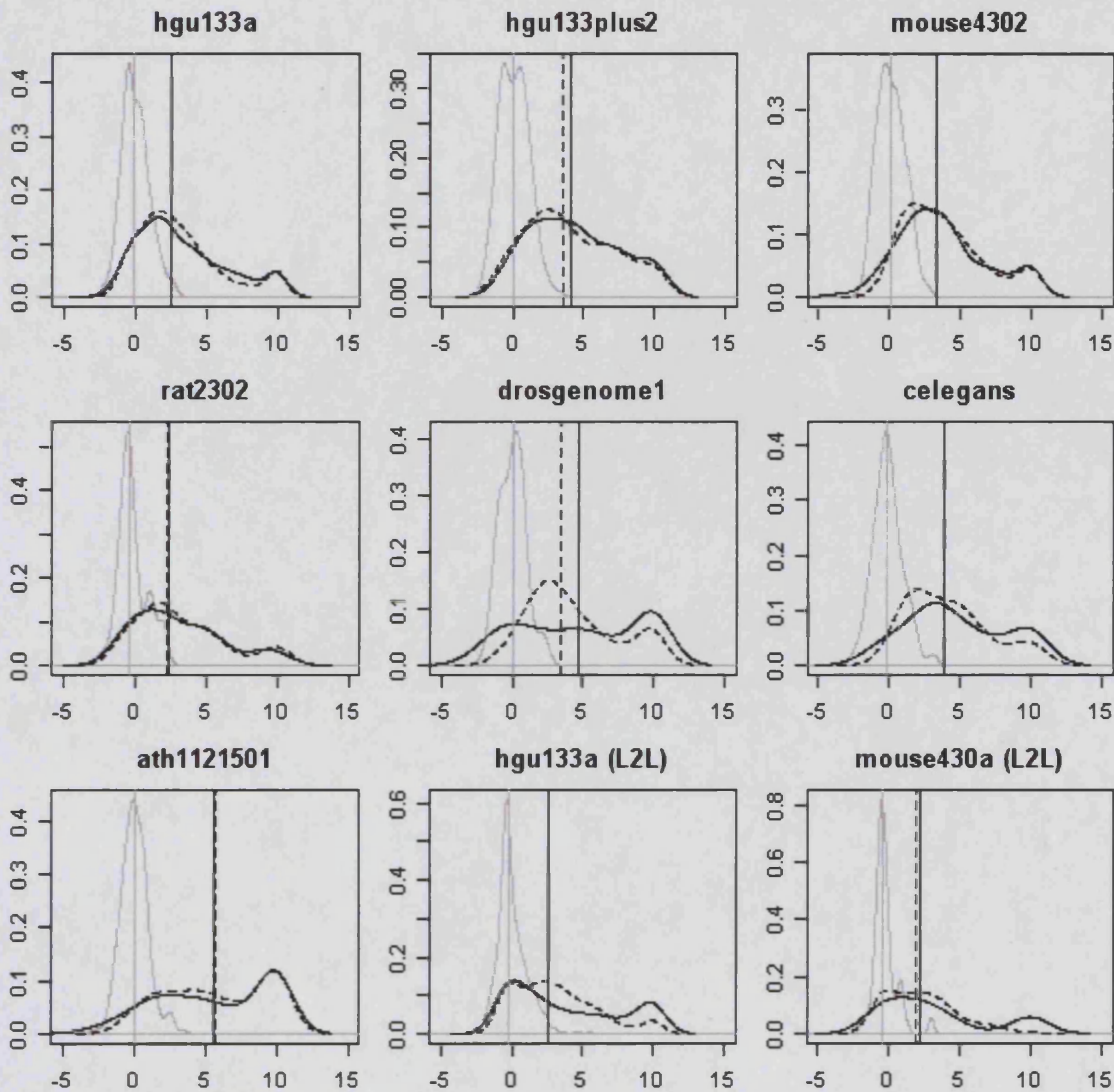 hgu133a
hgu133plus2
mouse4302
0.0 0.1 0.2 0.3 0.4
0.00 0.10 0.20 0.30
0.0 0.1 0.2 0.3
-5 0 5 10 15
-5 0 5 10 15
-5 0 5 10 15
rat2302
drosgenome1
celegans
0.0 0.2 0.4
0.0 0.1 0.2 0.3 0.4
0.0 0.1 0.2 0.3 0.4
-5 0 5 10 15
-5 0 5 10 15
-5 0 5 10 15
ath1121501
hgu133a (L2L)
mouse430a (L2L)
0.0 0.1 0.2 0.3 0.4
0.0 0.2 0.4 0.6
0.0 0.2 0.4 0.6 0.8
-5 0 5 10 15
-5 0 5 10 15
-5 0 5 10 15